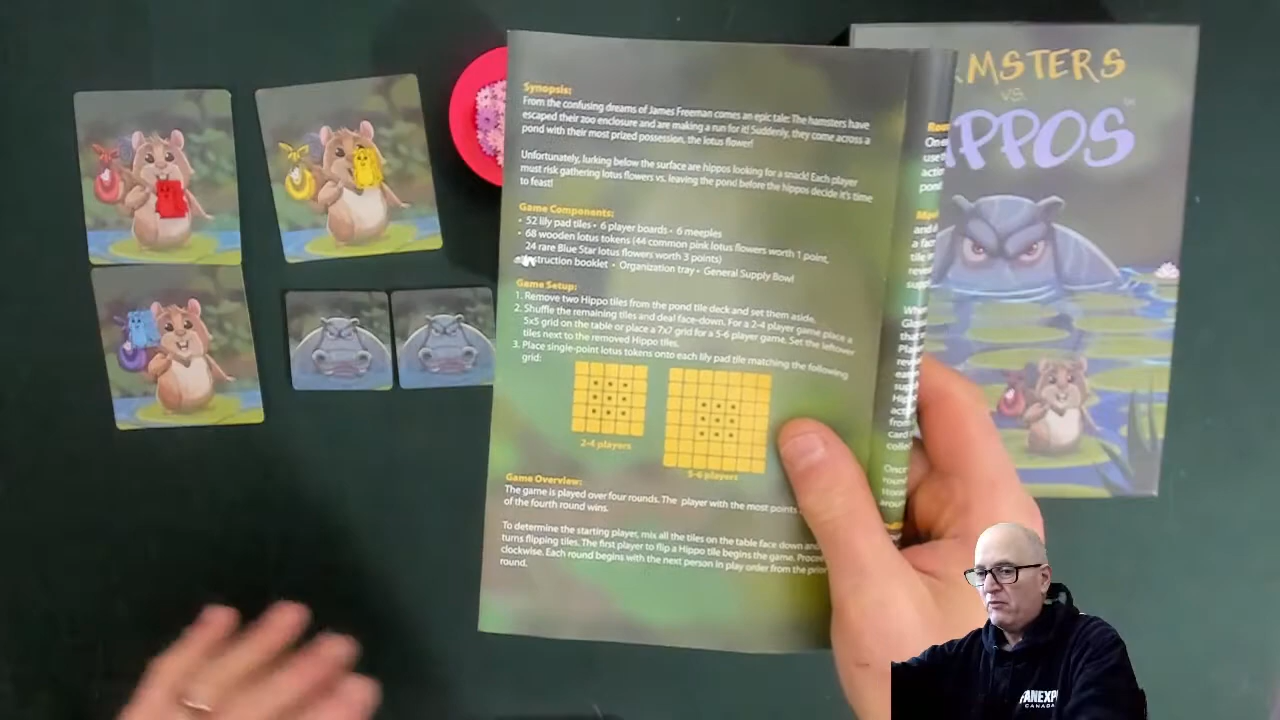 Synopsis:
From the confusing dreams of James Freeman comes an epic tale: The hamsters have
escaped their zoo enclosure and are making a run for it! Suddenly, they come across a
pond with their most prized possession, the lotus flower!
Unfortunately, lurking below the surface are hippos looking for a snack! Each player
must risk gathering lotus flowers vs. leaving the pond before the hippos decide it's time
to feast!
Game Components:
• 52 lily pad tiles • 6 player boards • 6 meeples
• 68 wooden lotus tokens (44 common pink lotus flowers worth 1 point,
24 rare Blue Star lotus flowers worth 3 points)
struction booklet • Organization tray • General Supply Bowl
Game Setup:
1. Remove two Hippo tiles from the pond tile deck and set them aside.
2. Shuffle the remaining tiles and deal face-down. For a 2-4 player game place a
5x5 grid on the table or place a 7x7 grid for a 5-6 player game. Set the leftover
tiles next to the removed Hippo tiles.
3. Place single-point lotus tokens onto each lily pad tile matching the following
grid:
2-4 players
5-6 players
Game Overview:
The game is played over four rounds. The player with the most points
of the fourth round wins.
To determine the starting player, mix all the tiles on the table face down and
turns flipping tiles. The first player to flip a Hippo tile begins the game.
clockwise. Each round begins with the next person in play order from the prior
round.
MSTERS
VS.
PPOS
FANEXPO
CANADA